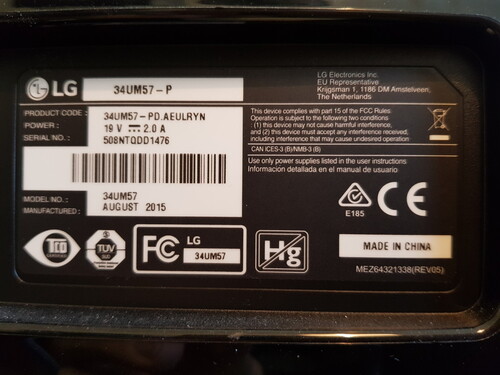 LG
34UM57-P
PRODUCT CODE :
34UM57-PD.AEULRYN
POWER :
19 V ⎓ 2.0 A
SERIAL NO. :
508NTQDD1476
MODEL NO. :
34UM57
MANUFACTURED :
AUGUST 2015
LG Electronics Inc.
EU Representative
Krijgsman 1, 1186 DM Amstelveen,
The Netherlands
This device complies with part 15 of the FCC Rules.
Operation is subject to the following two conditions:
(1) this device may not cause harmful interference,
and (2) this device must accept any interference
received, including interference that may cause
undesired operation.
CAN ICES-3 (B)/NMB-3 (B)
Use only power supplies listed in the user instructions
Información detallada en el manual de usuario
E185
CE
TCO
CERTIFIED
TÜV
SUD
FC
LG
34UM57
Hg
MADE IN CHINA
MEZ64321338(REV05)